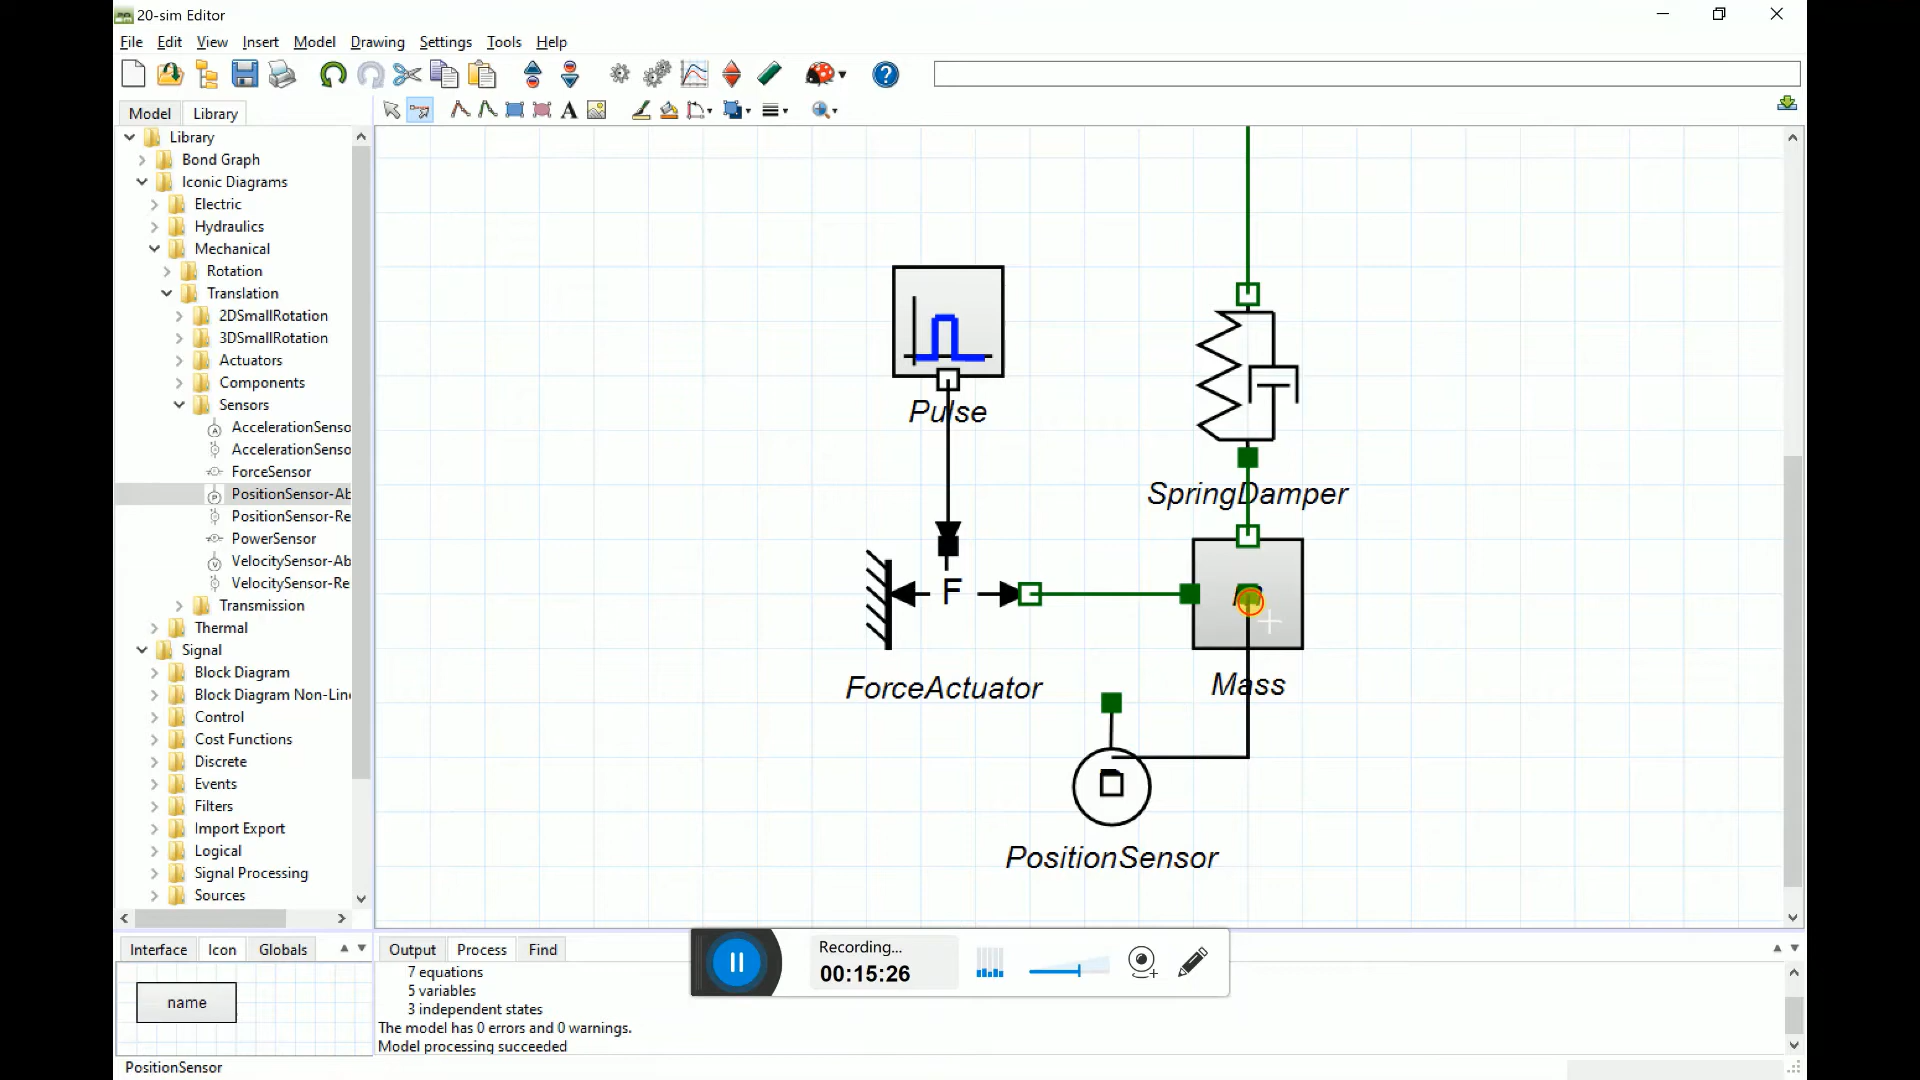 20-sim Editor
File Edit View Insert Model Drawing Settings Tools Help
Model Library
Library
Bond Graph
Iconic Diagrams
Electric
Hydraulics
Mechanical
Rotation
Translation
2DSmallRotation
3DSmallRotation
Actuators
Components
Sensors
AccelerationSenso
AccelerationSenso
ForceSensor
PositionSensor-Ab
PositionSensor-Re
PowerSensor
VelocitySensor-Ab
VelocitySensor-Re
Transmission
Thermal
Signal
Block Diagram
Block Diagram Non-Line
Control
Cost Functions
Discrete
Events
Filters
Import Export
Logical
Signal Processing
Sources
Pulse
SpringDamper
F
ForceActuator
Mass
PositionSensor
Interface Icon Globals
name
Output Process Find
7 equations
5 variables
3 independent states
The model has 0 errors and 0 warnings.
Model processing succeeded
Recording...
00:15:26
PositionSensor